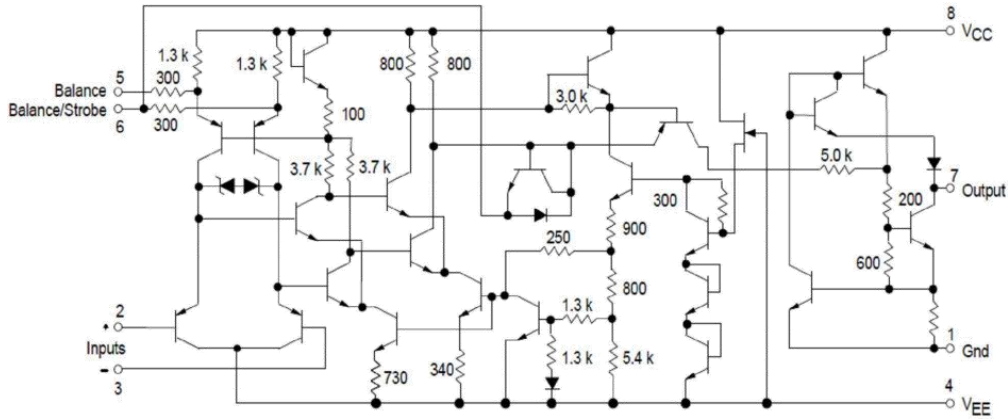 8
V_CC
1.3 k
1.3 k
800
800
300
5
Balance
Balance/Strobe
6
300
100
3.0 k
3.7 k
3.7 k
5.0 k
7
Output
300
200
900
250
600
800
2
+
Inputs
-
3
1.3 k
1.3 k
5.4 k
340
730
1
Gnd
4
V_EE